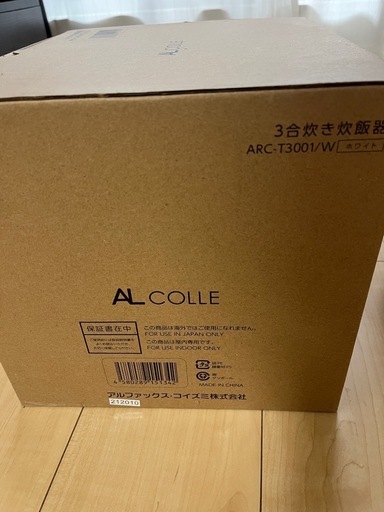 3合炊き炊飯器
ARC-T3001/W ホワイト
AL COLLE
保証書在中
この商品は海外ではご使用になれません。
FOR USE IN JAPAN ONLY.
この商品は屋内専用です。
FOR USE INDOOR ONLY.
4 580289 151342
MADE IN CHINA
アルファックス・コイズミ株式会社
212010